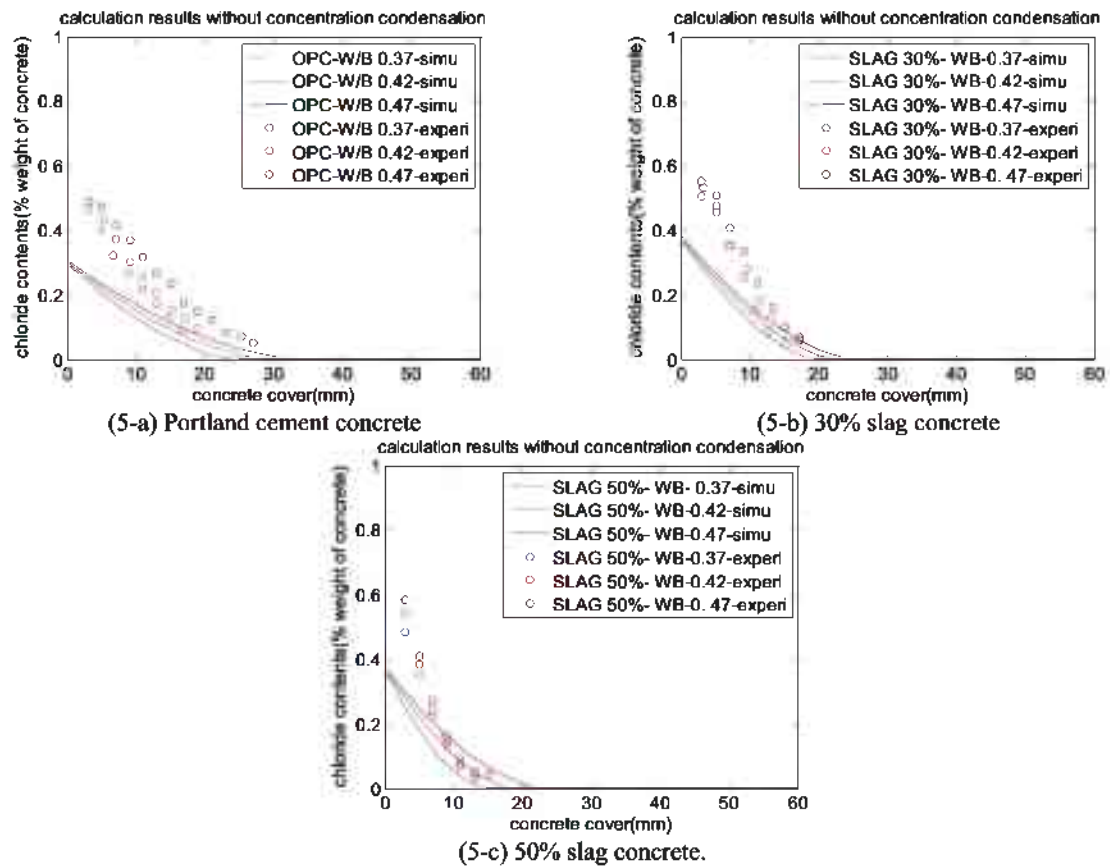 calculation results without concentration condensation
chloride contents(% weight of concrete)
1
0.8
0.6
0.4
0.2
0
OPC-W/B 0.37-simu
OPC-W/B 0.42-simu
OPC-W/B 0.47-simu
OPC-W/B 0.37-experi
OPC-W/B 0.42-experi
OPC-W/B 0.47-experi
0 10 20 30 40 50 60
concrete cover(mm)
(5-a) Portland cement concrete
calculation results without concentration condensation
chloride contents(% weight of concrete)
1
0.8
0.6
0.4
0.2
0
SLAG 30%- WB-0.37-simu
SLAG 30%- WB-0.42-simu
SLAG 30%- WB-0.47-simu
SLAG 30%- WB-0.37-experi
SLAG 30%- WB-0.42-experi
SLAG 30%- WB-0. 47-experi
0 10 20 30 40 50 60
concrete cover(mm)
(5-b) 30% slag concrete
calculation results without concentration condensation
chloride contents(% weight of concrete)
1
0.8
0.6
0.4
0.2
0
SLAG 50%- WB- 0.37-simu
SLAG 50%- WB-0.42-simu
SLAG 50%- WB-0.47-simu
SLAG 50%- WB-0.37-experi
SLAG 50%- WB-0.42-experi
SLAG 50%- WB-0. 47-experi
0 10 20 30 40 50 60
concrete cover(mm)
(5-c) 50% slag concrete.